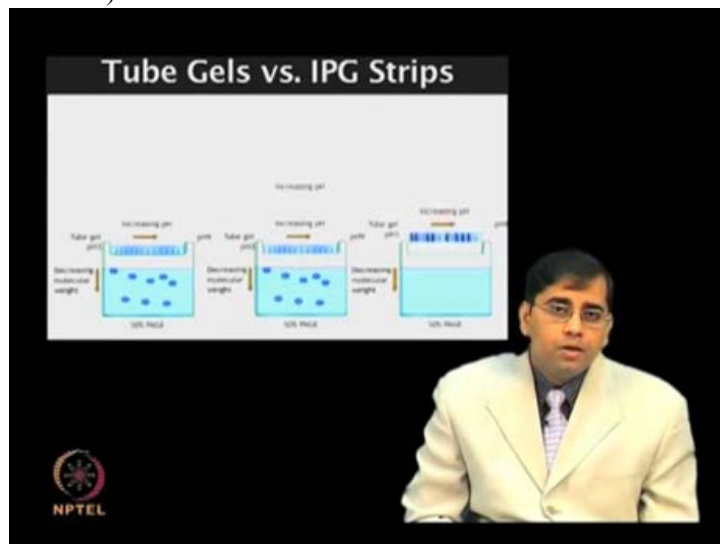 Tube Gels vs. IPG Strips
Increasing pH
Increasing pH
Increasing pH
Increasing pH
Tube gel
Tube gel
Tube gel
Decreasing molecular weight
Decreasing molecular weight
Decreasing molecular weight
SDS PAGE
SDS PAGE
SDS PAGE
NPTEL